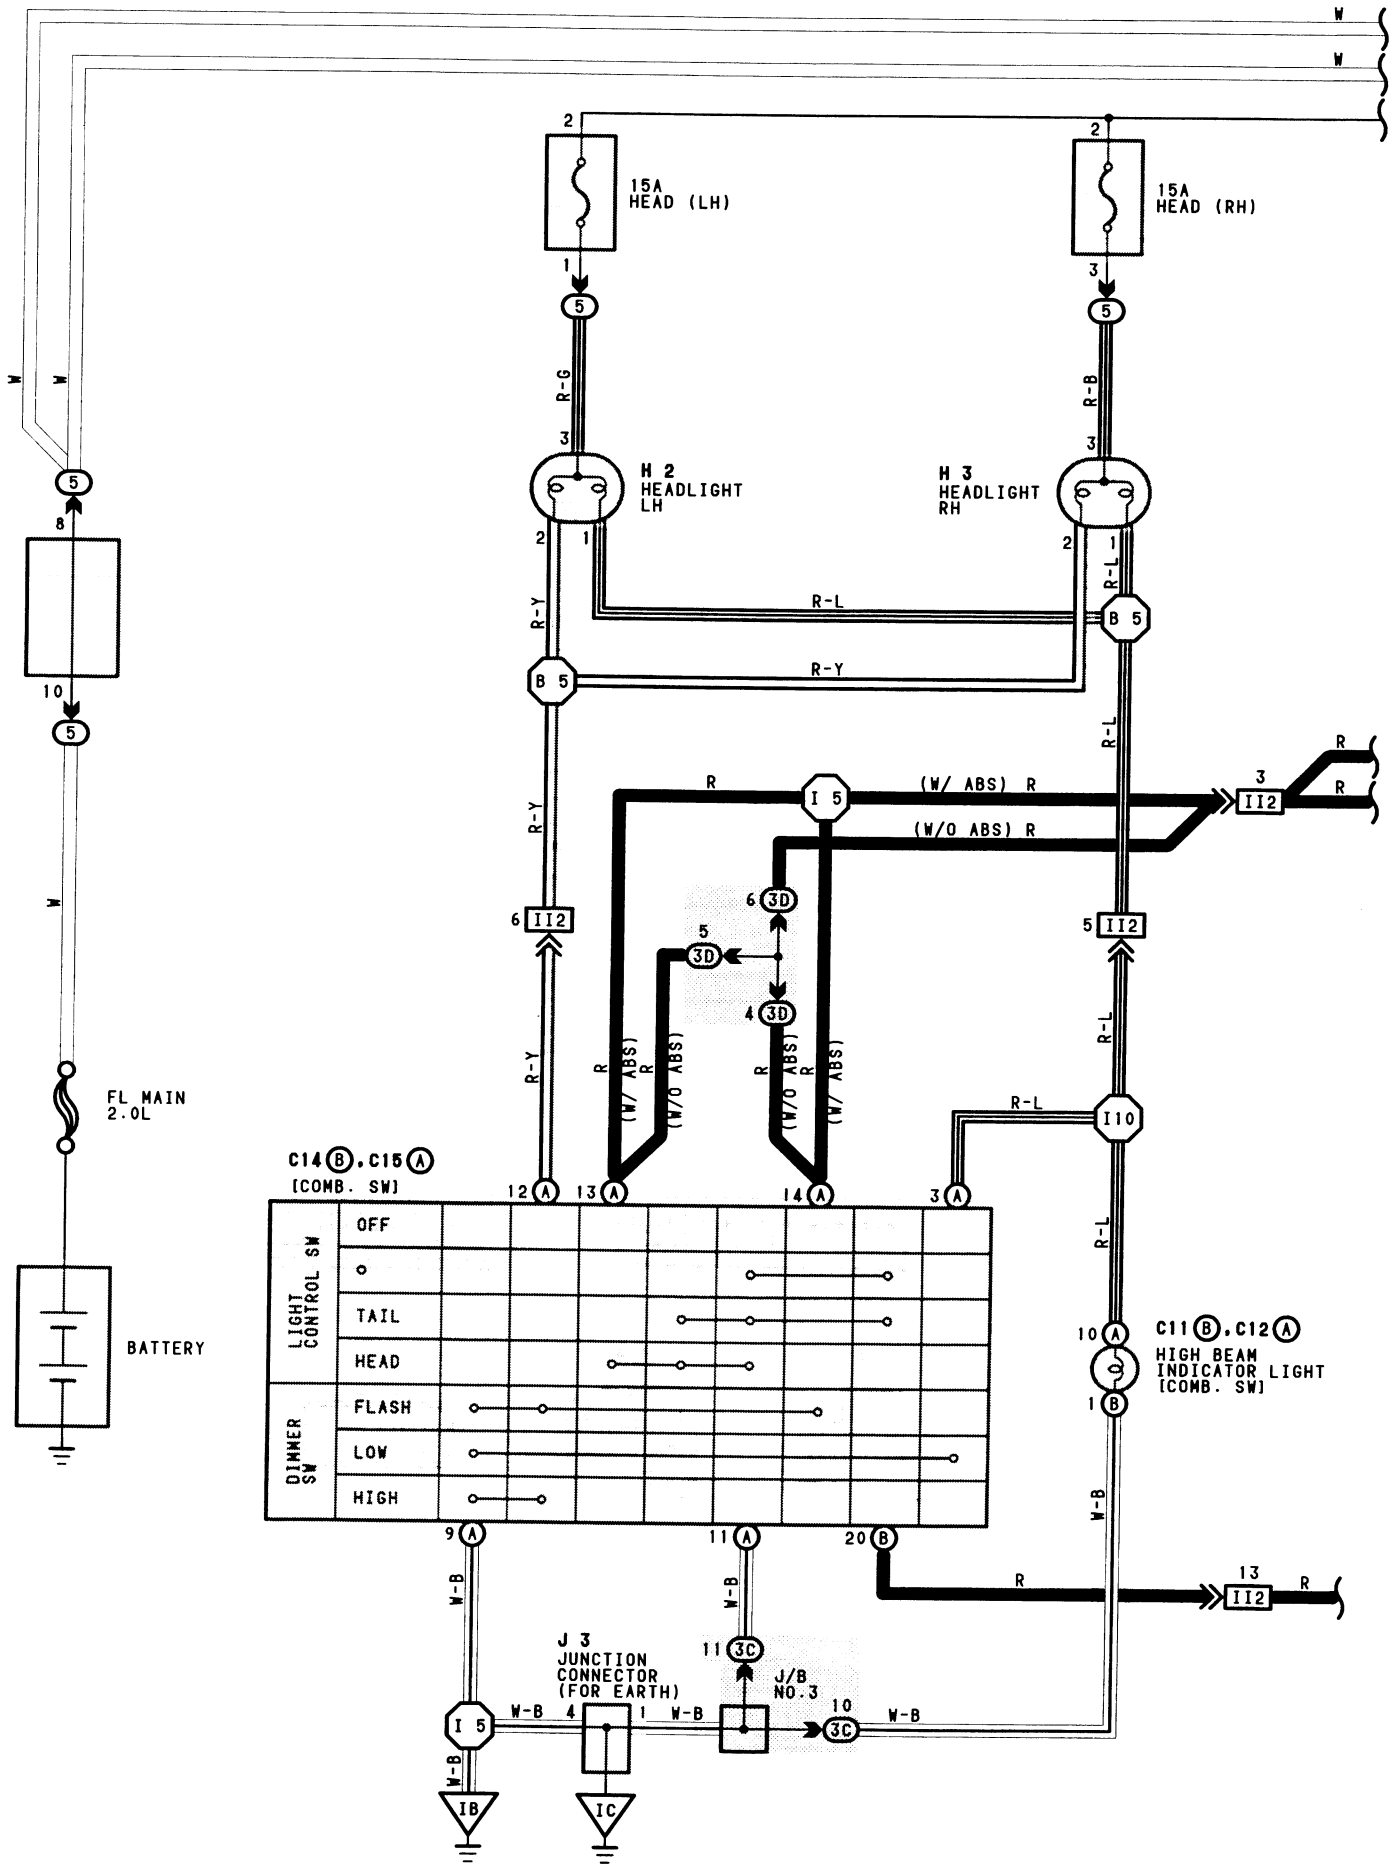 W
W
2
2
15A
HEAD (LH)
15A
HEAD (RH)
1
3
5
5
W
W
R-G
R-B
3
3
H 2
HEADLIGHT
LH
H 3
HEADLIGHT
RH
5
8
2
1
2
1
R-Y
R-L
R-L
B 5
R-Y
B 5
10
5
R-L
R
R
I 5
(W/ ABS) R
3
II2
R
R-Y
(W/O ABS) R
W
6
3D
6
II2
5
II2
5
3D
4
3D
R-Y
R
(W/ ABS)
R
(W/O ABS)
R
(W/O ABS)
R
(W/ ABS)
R-L
FL MAIN
2.0L
R-L
I10
C14 B , C15 A
[COMB. SW]
12 A
13 A
14 A
3 A
R-L
LIGHT
CONTROL SW
OFF
TAIL
HEAD
DIMMER
SW
FLASH
LOW
HIGH
BATTERY
10 A
C11 B , C12 A
HIGH BEAM
INDICATOR LIGHT
[COMB. SW]
1 B
9 A
11 A
20 B
W-B
W-B
W-B
R
13
II2
R
J 3
JUNCTION
CONNECTOR
(FOR EARTH)
11
3C
J/B
NO.3
I 5
W-B
4
1
W-B
10
3C
W-B
W-B
IB
IC